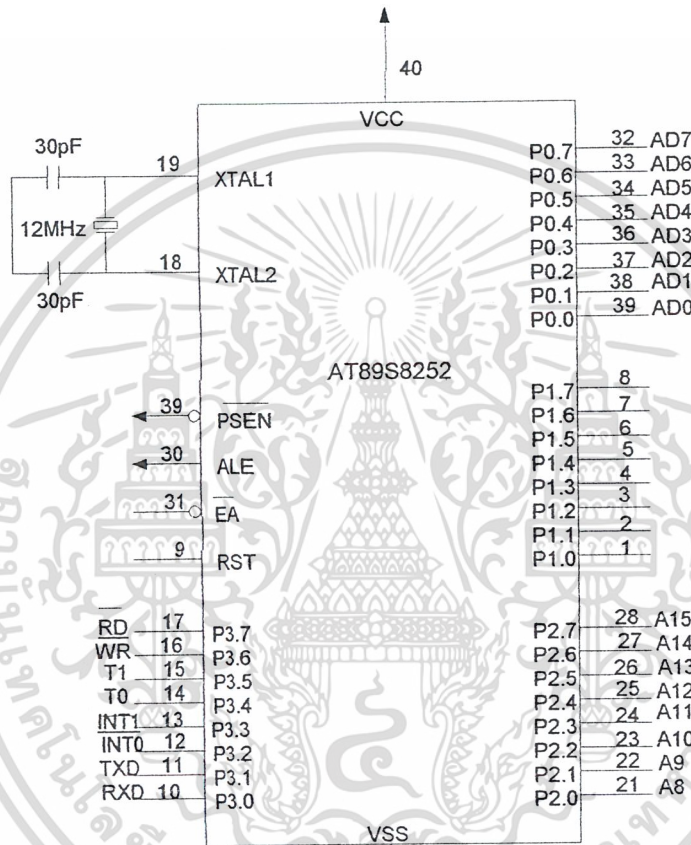 40
VCC
30pF
19 XTAL1
12MHz
18 XTAL2
30pF
P0.7 32 AD7
P0.6 33 AD6
P0.5 34 AD5
P0.4 35 AD4
P0.3 36 AD3
P0.2 37 AD2
P0.1 38 AD1
P0.0 39 AD0
AT89S8252
39 PSEN
30 ALE
31 EA
9 RST
P1.7 8
P1.6 7
P1.5 6
P1.4 5
P1.3 4
P1.2 3
P1.1 2
P1.0 1
RD 17 P3.7
WR 16 P3.6
T1 15 P3.5
T0 14 P3.4
INT1 13 P3.3
INT0 12 P3.2
TXD 11 P3.1
RXD 10 P3.0
P2.7 28 A15
P2.6 27 A14
P2.5 26 A13
P2.4 25 A12
P2.3 24 A11
P2.2 23 A10
P2.1 22 A9
P2.0 21 A8
VSS